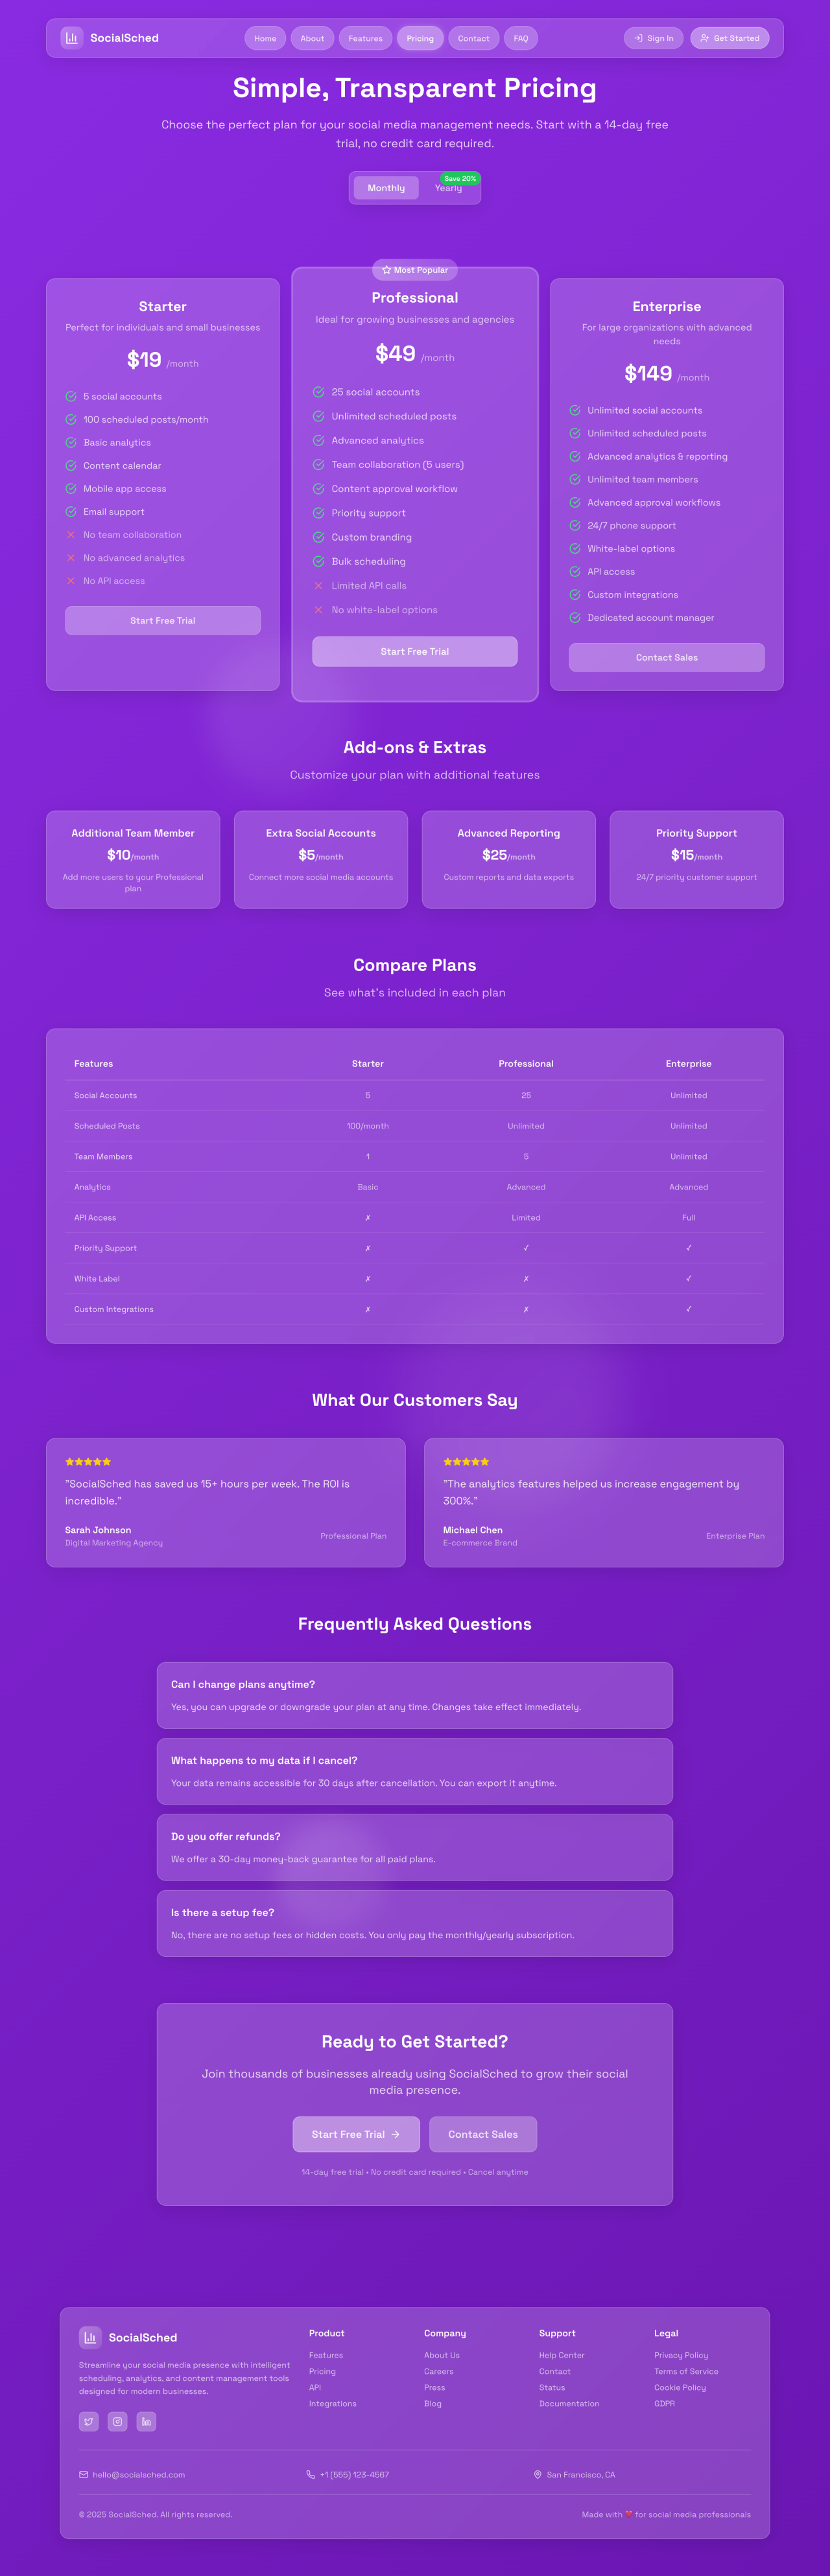 SocialSched
Home
About
Features
Pricing
Contact
FAQ
Sign In
Get Started
Simple, Transparent Pricing
Choose the perfect plan for your social media management needs. Start with a 14-day free
trial, no credit card required.
Monthly
Yearly
Save 20%
Starter
Perfect for individuals and small businesses
$19 /month
5 social accounts
100 scheduled posts/month
Basic analytics
Content calendar
Mobile app access
Email support
No team collaboration
No advanced analytics
No API access
Start Free Trial
Most Popular
Professional
Ideal for growing businesses and agencies
$49 /month
25 social accounts
Unlimited scheduled posts
Advanced analytics
Team collaboration (5 users)
Content approval workflow
Priority support
Custom branding
Bulk scheduling
Limited API calls
No white-label options
Start Free Trial
Enterprise
For large organizations with advanced
needs
$149 /month
Unlimited social accounts
Unlimited scheduled posts
Advanced analytics & reporting
Unlimited team members
Advanced approval workflows
24/7 phone support
White-label options
API access
Custom integrations
Dedicated account manager
Contact Sales
Add-ons & Extras
Customize your plan with additional features
Additional Team Member
$10/month
Add more users to your Professional
plan
Extra Social Accounts
$5/month
Connect more social media accounts
Advanced Reporting
$25/month
Custom reports and data exports
Priority Support
$15/month
24/7 priority customer support
Compare Plans
See what's included in each plan
Features Starter Professional Enterprise
Social Accounts 5 25 Unlimited
Scheduled Posts 100/month Unlimited Unlimited
Team Members 1 5 Unlimited
Analytics Basic Advanced Advanced
API Access ✗ Limited Full
Priority Support ✗ ✓ ✓
White Label ✗ ✗ ✓
Custom Integrations ✗ ✗ ✓
What Our Customers Say
"SocialSched has saved us 15+ hours per week. The ROI is
incredible."
Sarah Johnson
Digital Marketing Agency
Professional Plan
"The analytics features helped us increase engagement by
300%."
Michael Chen
E-commerce Brand
Enterprise Plan
Frequently Asked Questions
Can I change plans anytime?
Yes, you can upgrade or downgrade your plan at any time. Changes take effect immediately.
What happens to my data if I cancel?
Your data remains accessible for 30 days after cancellation. You can export it anytime.
Do you offer refunds?
We offer a 30-day money-back guarantee for all paid plans.
Is there a setup fee?
No, there are no setup fees or hidden costs. You only pay the monthly/yearly subscription.
Ready to Get Started?
Join thousands of businesses already using SocialSched to grow their social
media presence.
Start Free Trial
Contact Sales
14-day free trial • No credit card required • Cancel anytime
SocialSched
Streamline your social media presence with intelligent
scheduling, analytics, and content management tools
designed for modern businesses.
Product
Features
Pricing
API
Integrations
Company
About Us
Careers
Press
Blog
Support
Help Center
Contact
Status
Documentation
Legal
Privacy Policy
Terms of Service
Cookie Policy
GDPR
hello@socialsched.com
+1 (555) 123-4567
San Francisco, CA
© 2025 SocialSched. All rights reserved.
Made with ❤️ for social media professionals